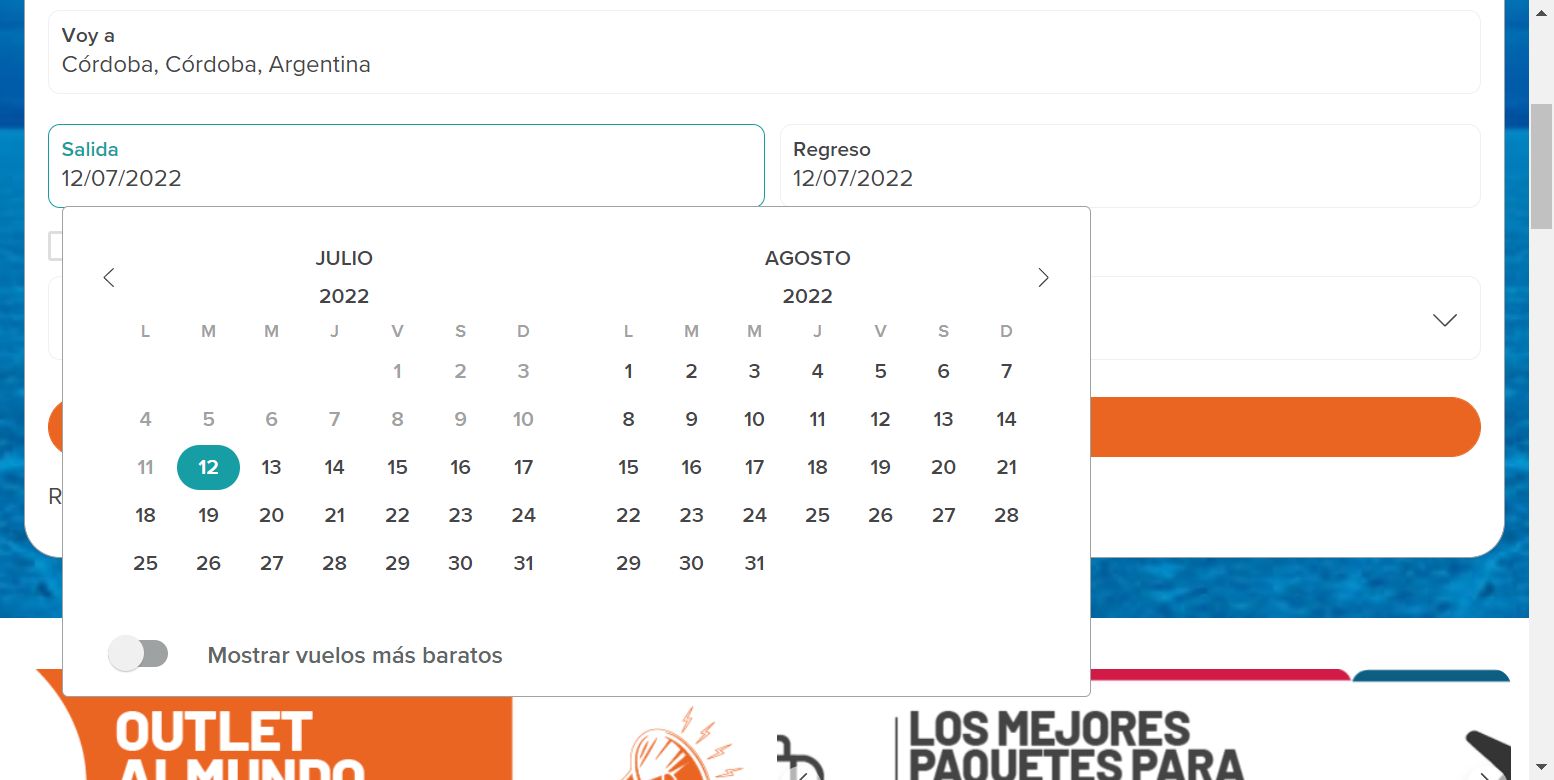 Voy a
Córdoba, Córdoba, Argentina
Salida
12/07/2022
Regreso
12/07/2022
JULIO
2022
L M M J V S D
1 2 3
4 5 6 7 8 9 10
11 12 13 14 15 16 17
18 19 20 21 22 23 24
25 26 27 28 29 30 31
AGOSTO
2022
L M M J V S D
1 2 3 4 5 6 7
8 9 10 11 12 13 14
15 16 17 18 19 20 21
22 23 24 25 26 27 28
29 30 31
Mostrar vuelos más baratos
R
OUTLET
ALMUNDO
LOS MEJORES
PAQUETES PARA